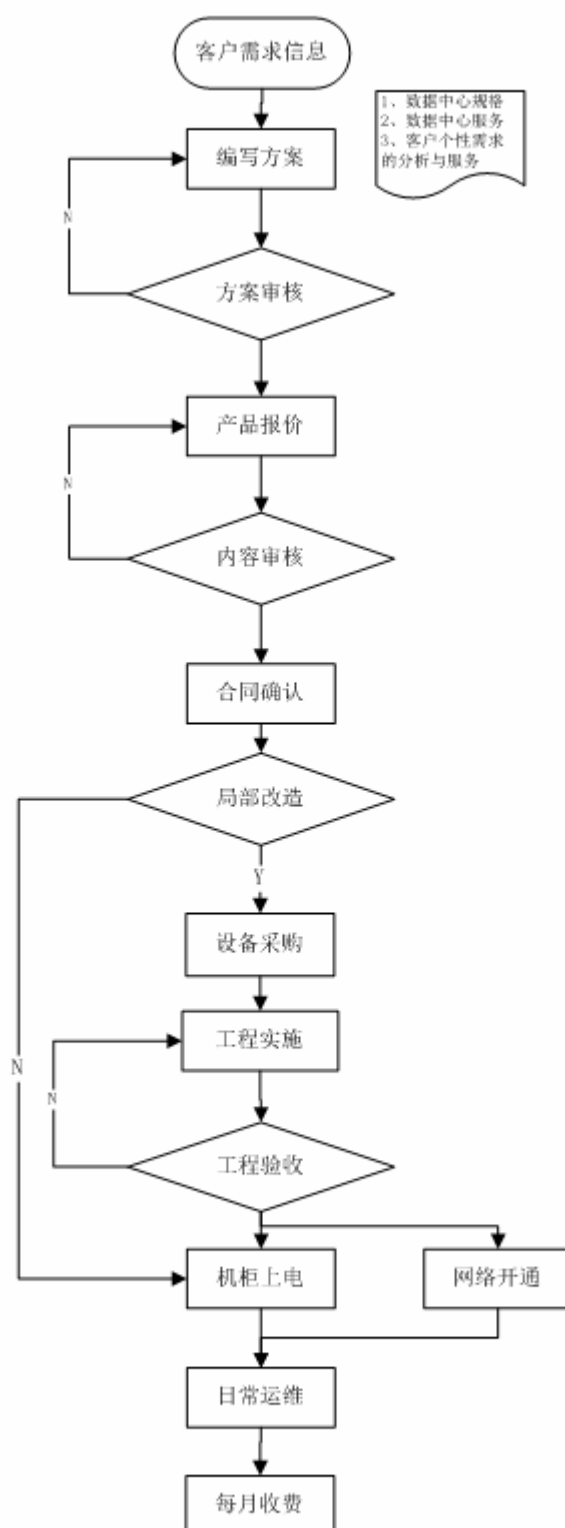 客户需求信息
1、数据中心规格
2、数据中心服务
3、客户个性需求
的分析与服务
编写方案
N
方案审核
产品报价
N
内容审核
合同确认
局部改造
Y
设备采购
工程实施
N
N
工程验收
机柜上电
网络开通
日常运维
每月收费